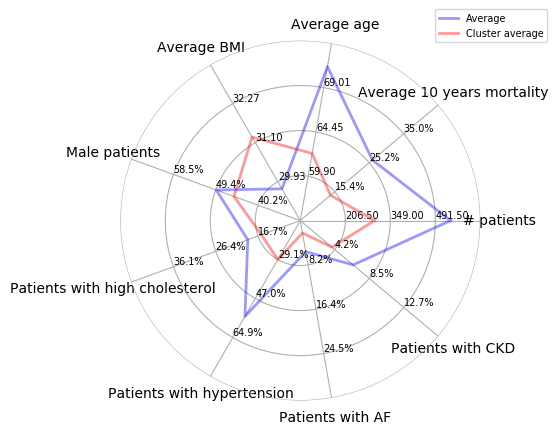 Average age
Average
Cluster average
Average BMI
69.01
Average 10 years mortality
32.27
64.45
35.0%
31.10
Male patients
58.5%
25.2%
29.93
59.90
49.4%
15.4%
40.2%
206.50
349.00
491.50
# patients
16.7%
26.4%
4.2%
36.1%
29.1%
8.2%
8.5%
Patients with high cholesterol
47.0%
16.4%
12.7%
64.9%
24.5%
Patients with CKD
Patients with hypertension
Patients with AF